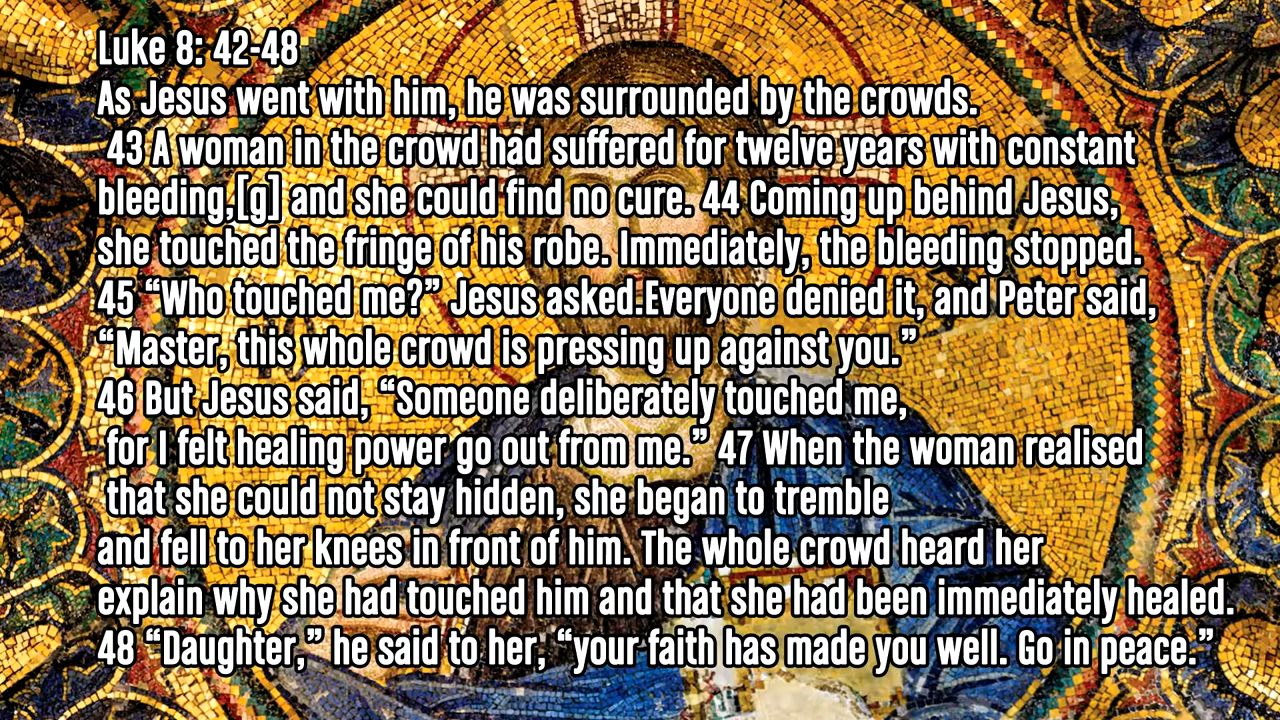 Luke 8: 42-48
As Jesus went with him, he was surrounded by the crowds.
43 A woman in the crowd had suffered for twelve years with constant
bleeding,[g] and she could find no cure. 44 Coming up behind Jesus,
she touched the fringe of his robe. Immediately, the bleeding stopped.
45 “Who touched me?” Jesus asked.Everyone denied it, and Peter said,
“Master, this whole crowd is pressing up against you.”
46 But Jesus said, “Someone deliberately touched me,
for I felt healing power go out from me.” 47 When the woman realised
that she could not stay hidden, she began to tremble
and fell to her knees in front of him. The whole crowd heard her
explain why she had touched him and that she had been immediately healed.
48 “Daughter,” he said to her, “your faith has made you well. Go in peace.”